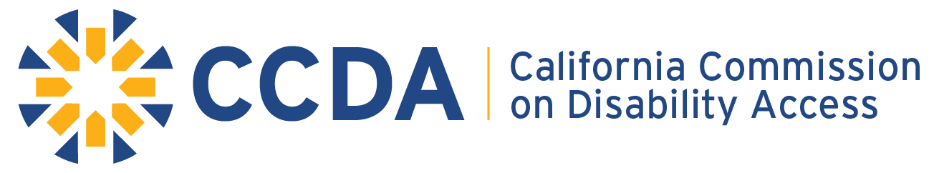 CCDA
California Commission
on Disability Access